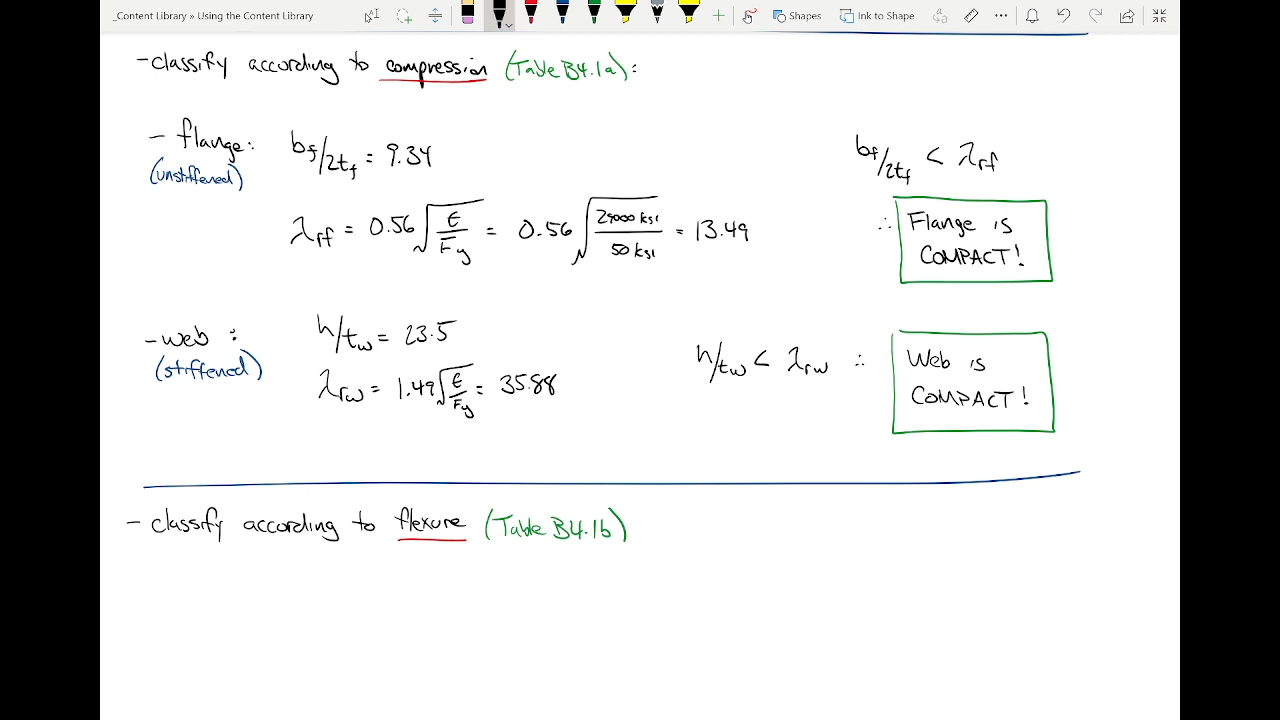 _Content Library » Using the Content Library
Shapes
Ink to Shape
-classify according to compression (Table B4.1a):
- flange:
(unstiffened)
bf/2tf = 9.34
bf/2tf < λrf
λrf = 0.56√(E/Fy) = 0.56√(29000 ksi/50 ksi) = 13.49
∴ Flange is
COMPACT!
-web :
(stiffened)
h/tw = 23.5
λrw = 1.49√(E/Fy) = 35.88
h/tw < λrw ∴ Web is
COMPACT!
- classify according to flexure (Table B4.1b)